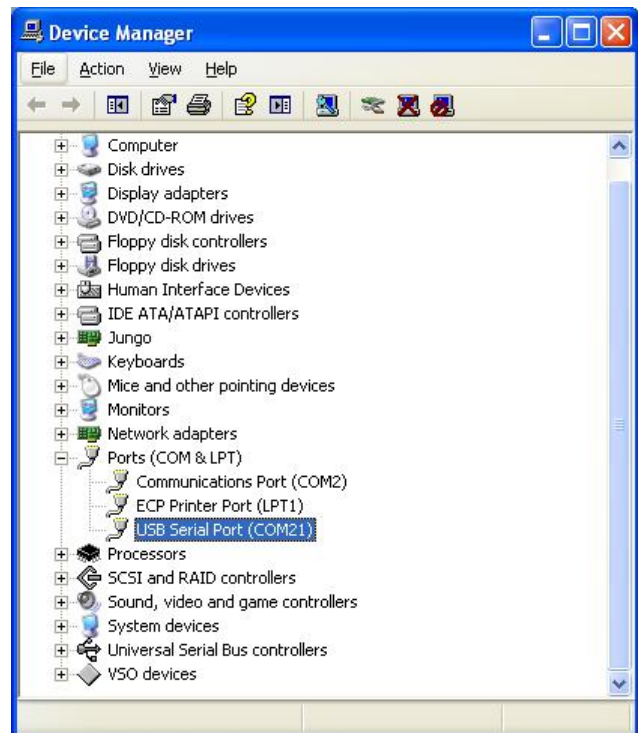 Device Manager
File Action View Help
Computer
Disk drives
Display adapters
DVD/CD-ROM drives
Floppy disk controllers
Floppy disk drives
Human Interface Devices
IDE ATA/ATAPI controllers
Jungo
Keyboards
Mice and other pointing devices
Monitors
Network adapters
Ports (COM & LPT)
Communications Port (COM2)
ECP Printer Port (LPT1)
USB Serial Port (COM21)
Processors
SCSI and RAID controllers
Sound, video and game controllers
System devices
Universal Serial Bus controllers
VSO devices